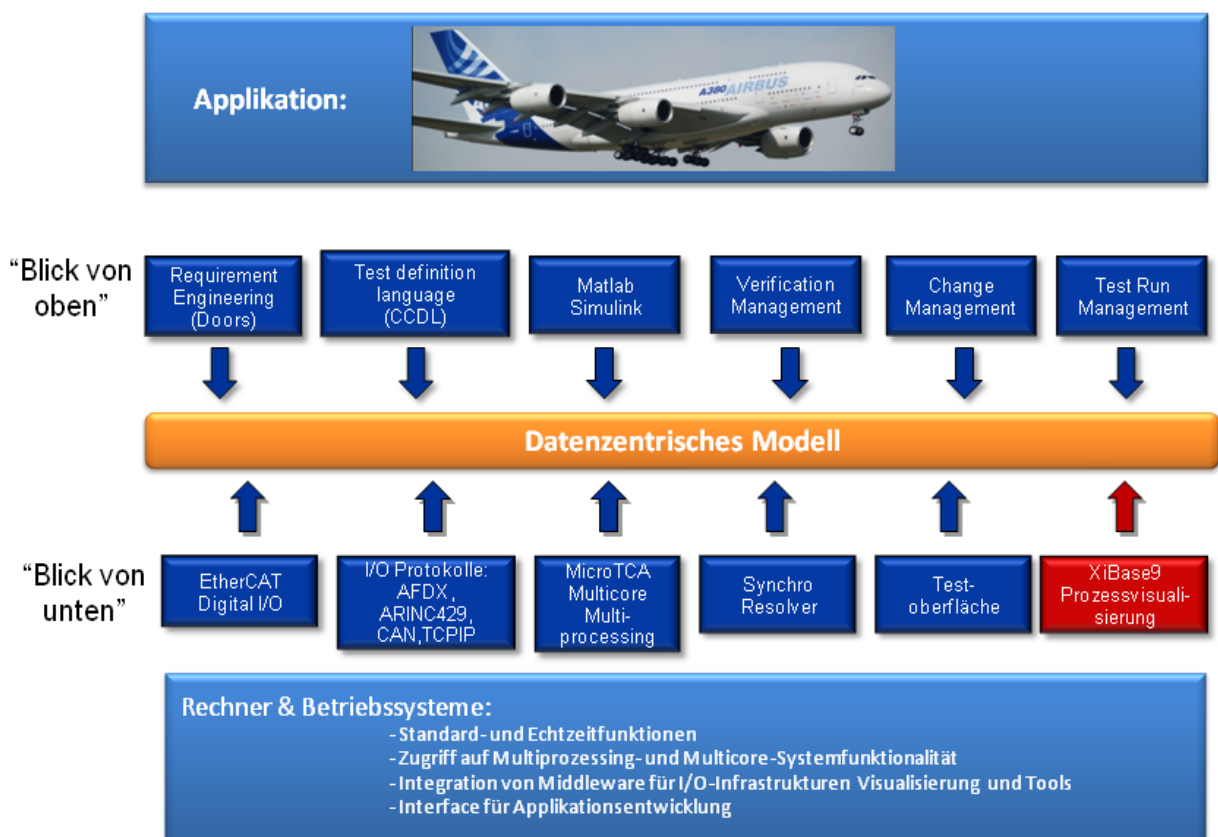 Applikation:
A380 AIRBUS
“Blick von
oben”
Requirement
Engineering
(Doors)
Test definition
language
(CCDL)
Matlab
Simulink
Verification
Management
Change
Management
Test Run
Management
Datenzentrisches Modell
“Blick von
unten”
EtherCAT
Digital I/O
I/O Protokolle:
AFDX,
ARINC429,
CAN,TCPIP
MicroTCA
Multicore
Multi-
processing
Synchro
Resolver
Test-
oberfläche
XiBase9
Prozessvisuali-
sierung
Rechner & Betriebssysteme:
- Standard- und Echtzeitfunktionen
- Zugriff auf Multiprozessing- und Multicore-Systemfunktionalität
- Integration von Middleware für I/O-Infrastrukturen Visualisierung und Tools
- Interface für Applikationsentwicklung